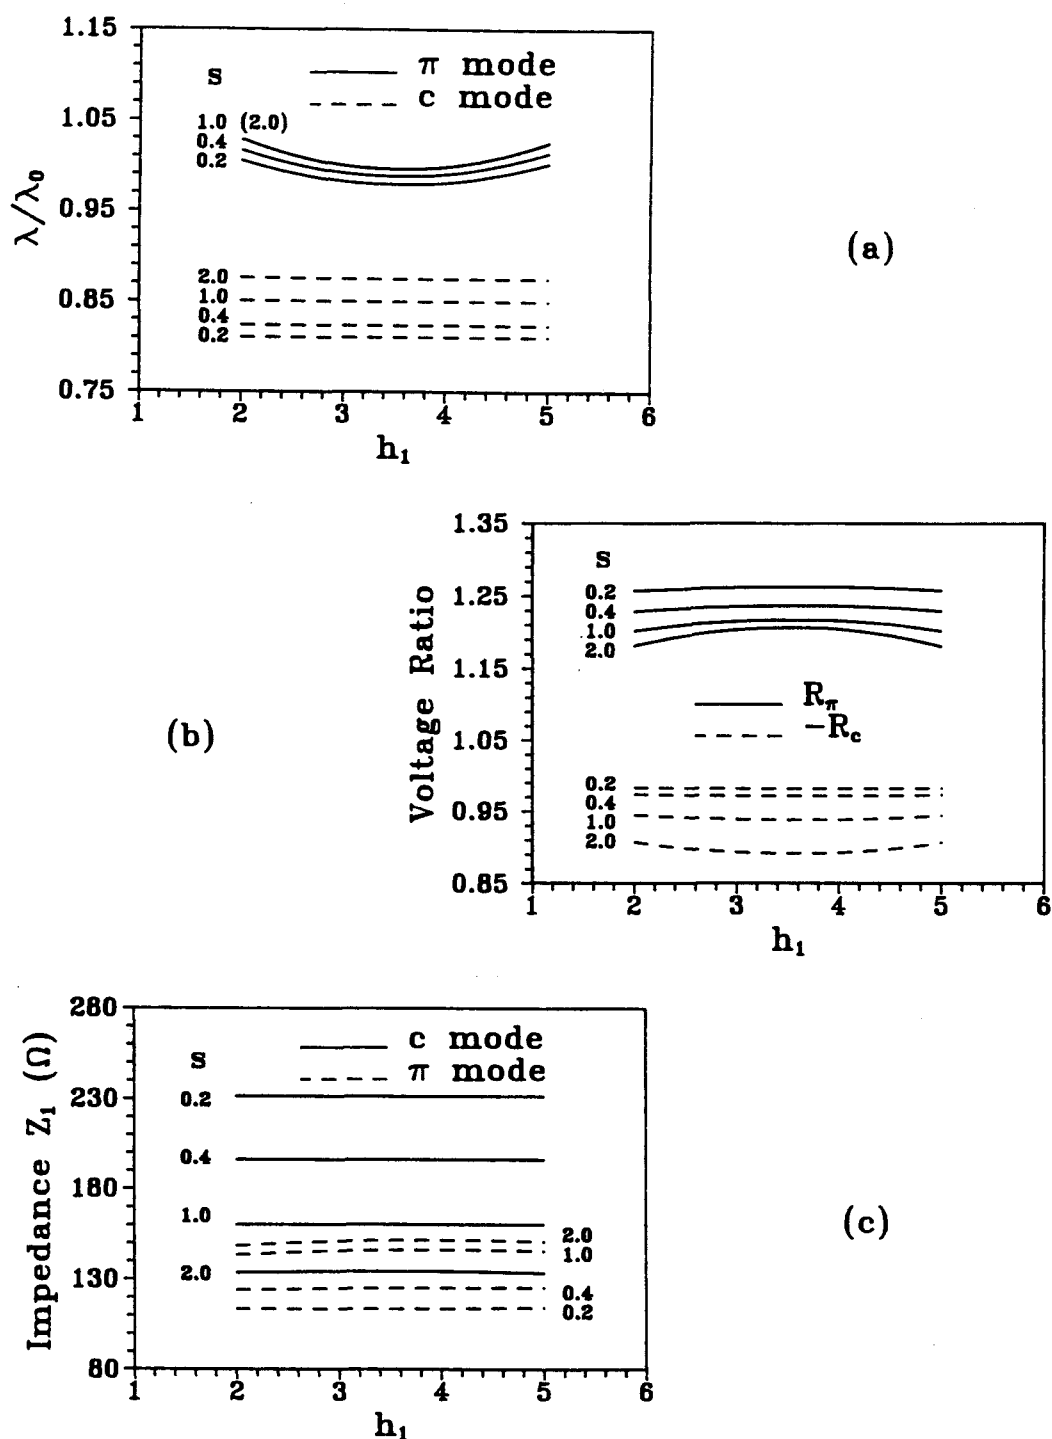 1.15
π mode
s
c mode
1.05
1.0 (2.0)
0.4
0.2
λ/λ₀
0.95
(a)
2.0
1.0
0.85
0.4
0.2
0.75
1 2 3 4 5 6
h₁
1.35
s
1.25
0.2
0.4
1.0
1.15
2.0
Voltage Ratio
R_π
−R_c
(b)
1.05
0.2
0.4
0.95
1.0
2.0
0.85
1 2 3 4 5 6
h₁
280
c mode
s
π mode
Impedance Z₁ (Ω)
230
0.2
0.4
180
1.0
(c)
2.0
1.0
2.0
130
0.4
0.2
80
1 2 3 4 5 6
h₁